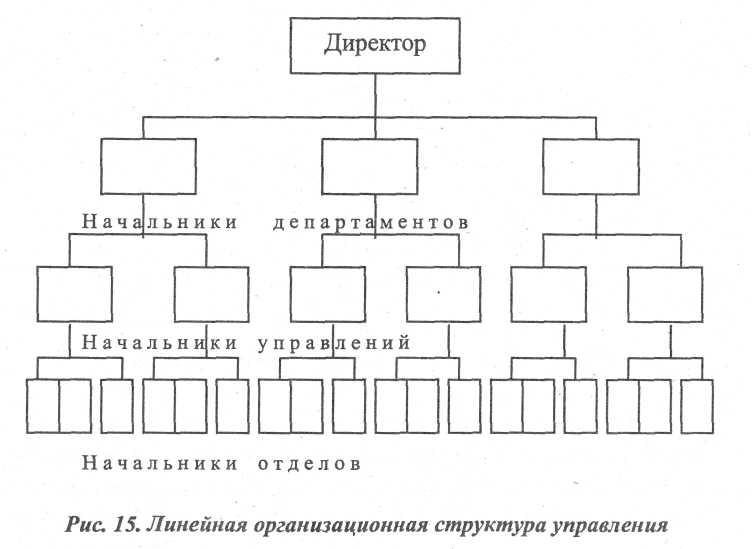 Директор
Начальники департаментов
Начальники управлений
Начальники отделов
Рис. 15. Линейная организационная структура управления